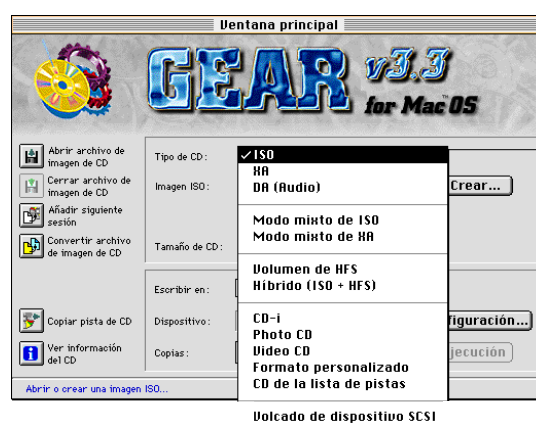 Ventana principal
GEAR v3.3
for Mac OS
Abrir archivo de
imagen de CD
Cerrar archivo de
imagen de CD
Añadir siguiente
sesión
Convertir archivo
de imagen de CD
Copiar pista de CD
Ver información
del CD
Tipo de CD:
Imagen ISO:
Tamaño de CD:
Escribir en:
Dispositivo:
Copias:
✓ISO
XA
DA (Audio)
Modo mixto de ISO
Modo mixto de XA
Volumen de HFS
Híbrido (ISO + HFS)
CD-i
Photo CD
Video CD
Formato personalizado
CD de la lista de pistas
Volcado de dispositivo SCSI
Crear...
figuración...
jecución
Abrir o crear una imagen ISO...